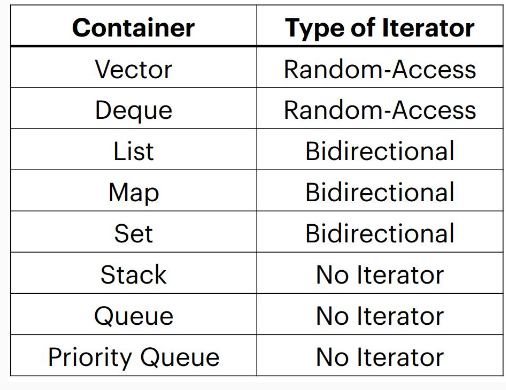 Container Type of Iterator
Vector Random-Access
Deque Random-Access
List Bidirectional
Map Bidirectional
Set Bidirectional
Stack No Iterator
Queue No Iterator
Priority Queue No Iterator